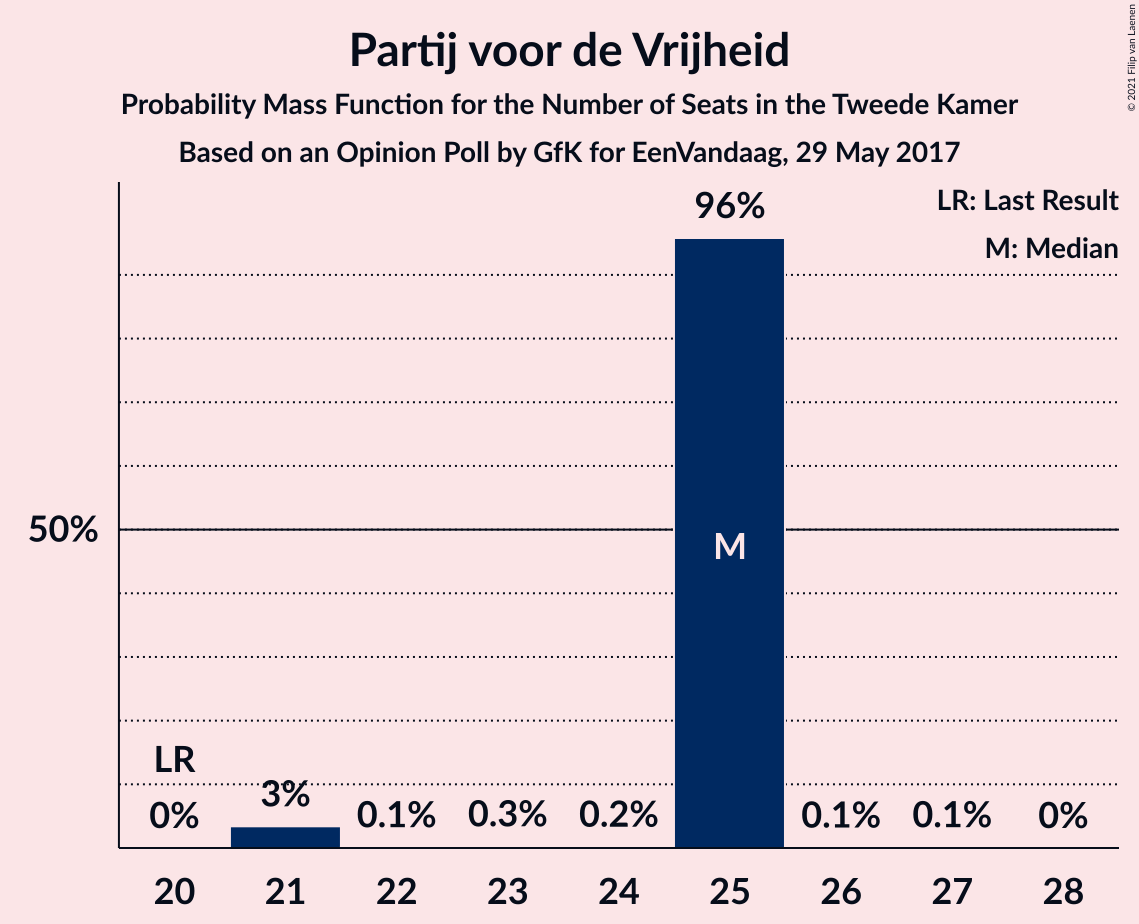 Partij voor de Vrijheid
Probability Mass Function for the Number of Seats in the Tweede Kamer
Based on an Opinion Poll by GfK for EenVandaag, 29 May 2017
© 2021 Filip van Laenen
LR: Last Result
M: Median
96%
50%
M
LR
0%
3%
0.1%
0.3%
0.2%
0.1%
0.1%
0%
20 21 22 23 24 25 26 27 28